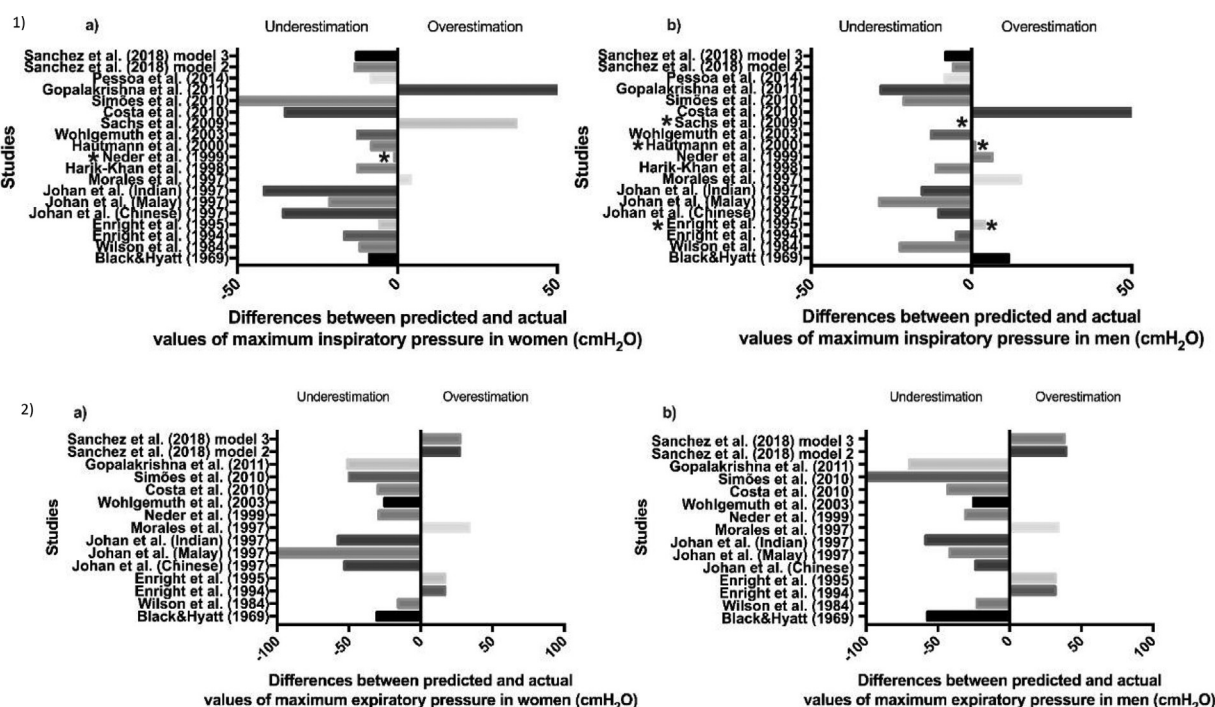 1)
a)
Underestimation
Overestimation
Studies
Sanchez et al. (2018) model 3
Sanchez et al. (2018) model 2
Pessoa et al. (2014)
Gopalakrishna et al. (2011)
Simões et al. (2010)
Costa et al. (2010)
Sachs et al. (2009)
Wohlgemuth et al. (2003)
Hautmann et al. (2000)
* Neder et al. (1999) *
Harik-Khan et al. (1998)
Morales et al. (1997)
Johan et al. (Indian) (1997)
Johan et al. (Malay) (1997)
Johan et al. (Chinese) (1997)
Enright et al. (1995)
Enright et al. (1994)
Wilson et al. (1984)
Black&Hyatt (1969)
-50
0
50
Differences between predicted and actual
values of maximum inspiratory pressure in women (cmH2O)
b)
Underestimation
Overestimation
Studies
Sanchez et al. (2018) model 3
Sanchez et al. (2018) model 2
Pessoa et al. (2014)
Gopalakrishna et al. (2011)
Simões et al. (2010)
Costa et al. (2010)
* Sachs et al. (2009) *
Wohlgemuth et al. (2003)
* Hautmann et al. (2000) *
Neder et al. (1999)
Harik-Khan et al. (1998)
Morales et al. (1997)
Johan et al. (Indian) (1997)
Johan et al. (Malay) (1997)
Johan et al. (Chinese) (1997)
* Enright et al. (1995) *
Enright et al. (1994)
Wilson et al. (1984)
Black&Hyatt (1969)
-50
0
50
Differences between predicted and actual
values of maximum inspiratory pressure in men (cmH2O)
2)
a)
Underestimation
Overestimation
Studies
Sanchez et al. (2018) model 3
Sanchez et al. (2018) model 2
Gopalakrishna et al. (2011)
Simões et al. (2010)
Costa et al. (2010)
Wohlgemuth et al. (2003)
Neder et al. (1999)
Morales et al. (1997)
Johan et al. (Indian) (1997)
Johan et al. (Malay) (1997)
Johan et al. (Chinese) (1997)
Enright et al. (1995)
Enright et al. (1994)
Wilson et al. (1984)
Black&Hyatt (1969)
-100
-50
0
50
100
Differences between predicted and actual
values of maximum expiratory pressure in women (cmH2O)
b)
Underestimation
Overestimation
Studies
Sanchez et al. (2018) model 3
Sanchez et al. (2018) model 2
Gopalakrishna et al. (2011)
Simões et al. (2010)
Costa et al. (2010)
Wohlgemuth et al. (2003)
Neder et al. (1999)
Morales et al. (1997)
Johan et al. (Indian) (1997)
Johan et al. (Malay) (1997)
Johan et al. (Chinese)
Enright et al. (1995)
Enright et al. (1994)
Wilson et al. (1984)
Black&Hyatt (1969)
-100
-50
0
50
100
Differences between predicted and actual
values of maximum expiratory pressure in men (cmH2O)